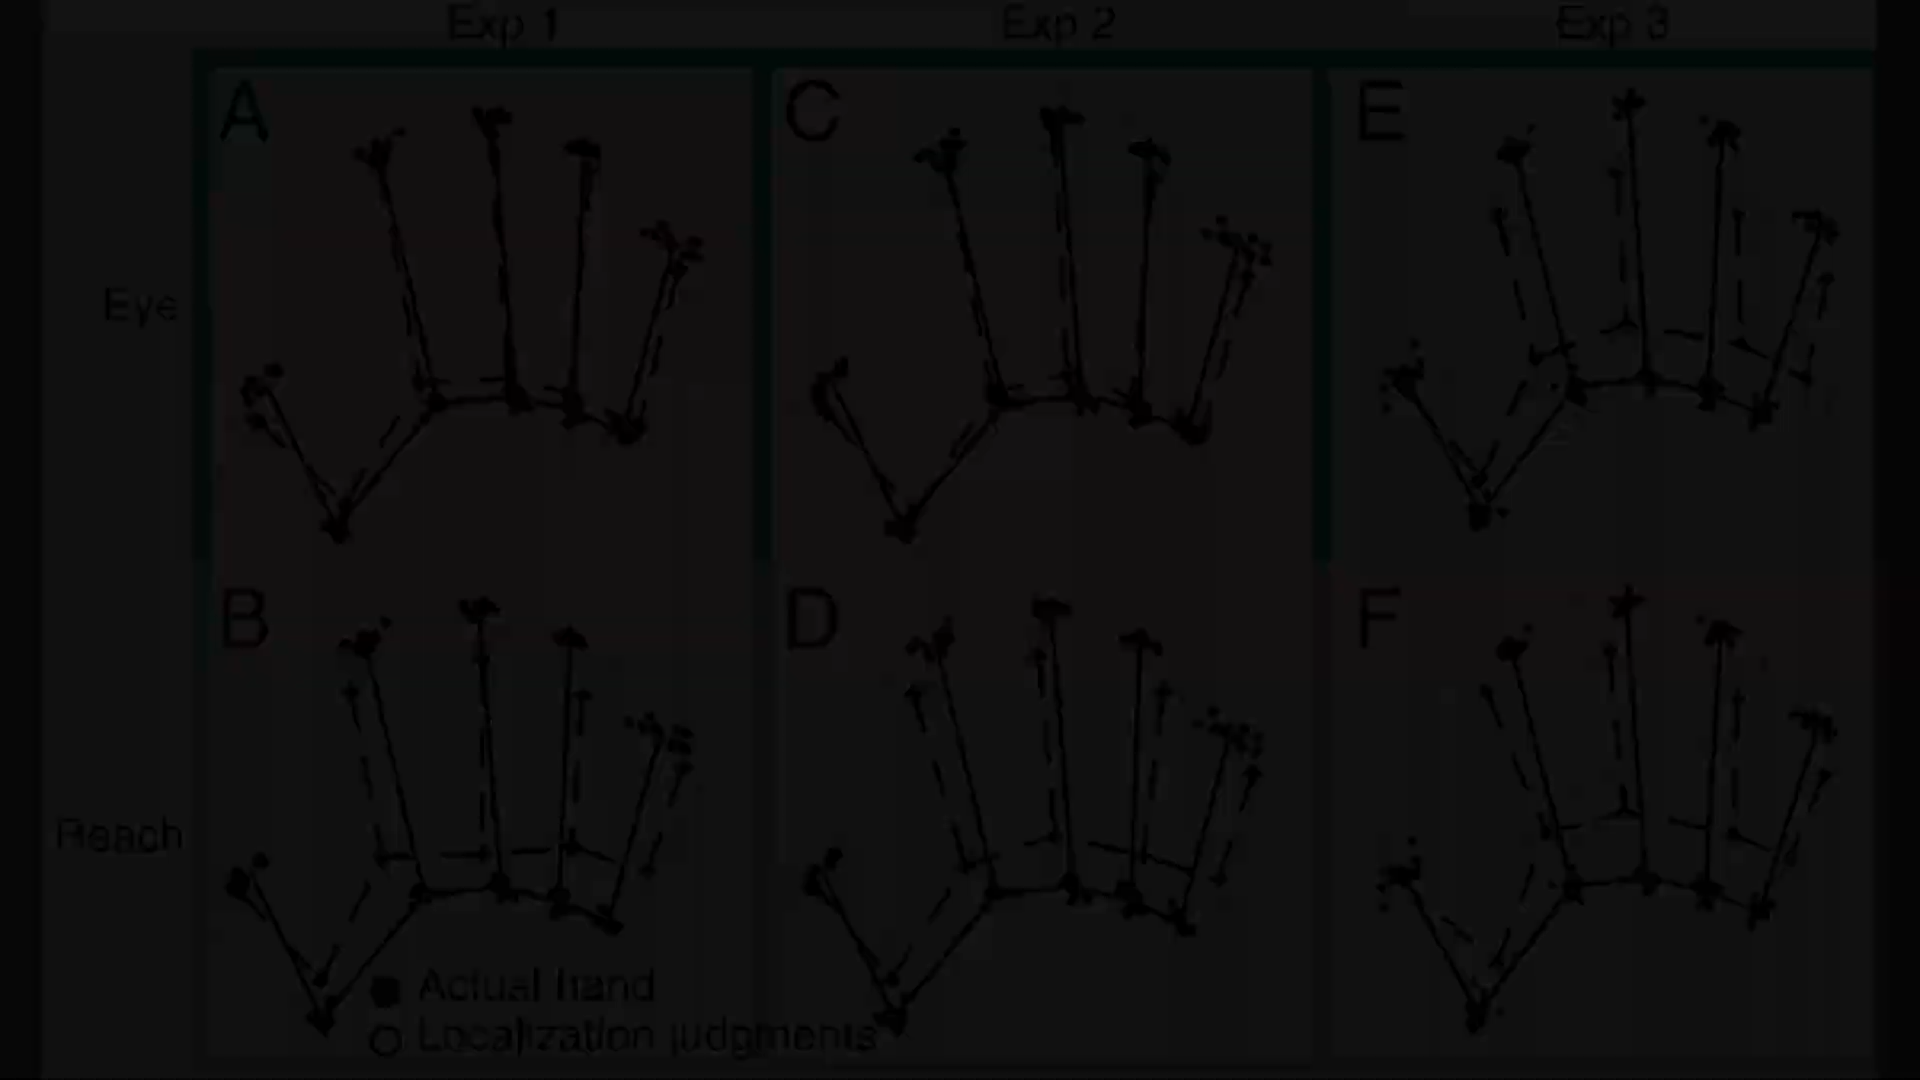 Exp 1 Exp 2 Exp 3
A C E
Eye
B D F
Reach
Actual hand
Localization judgments